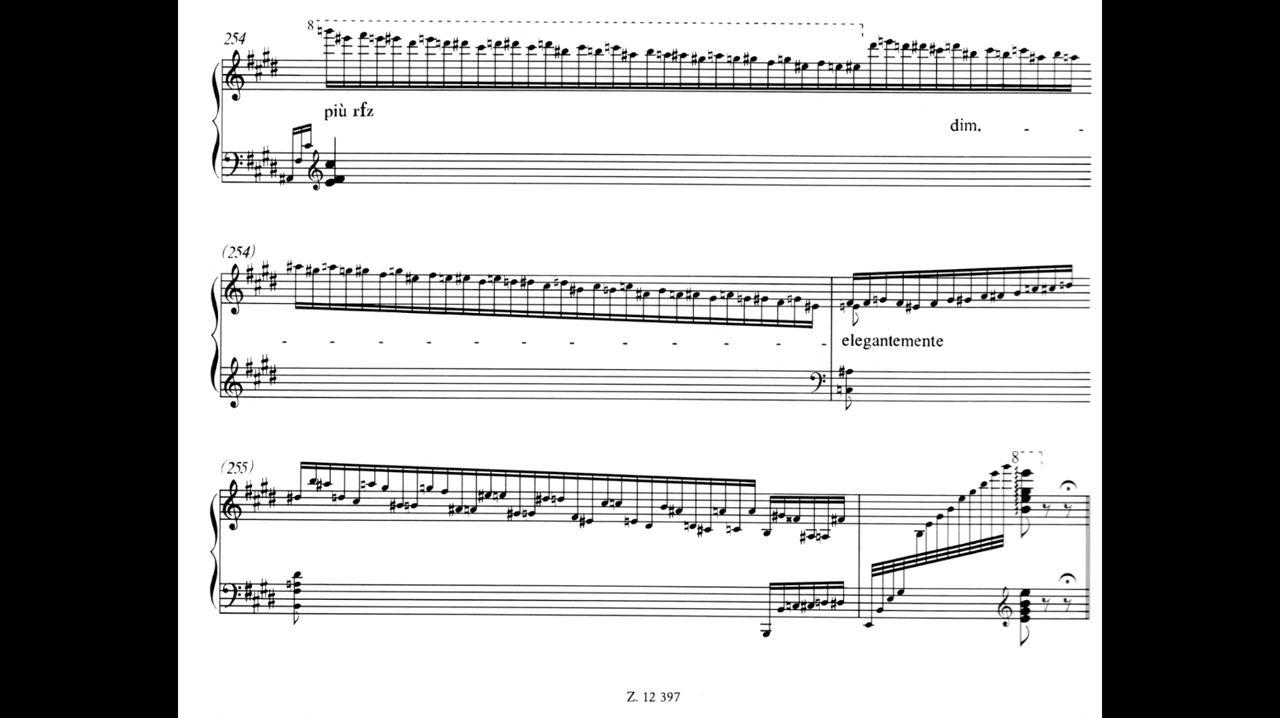 8
254
più rfz
dim. - -
(254)
- - - - - - - - - elegantemente
(255)
8
Z. 12 397